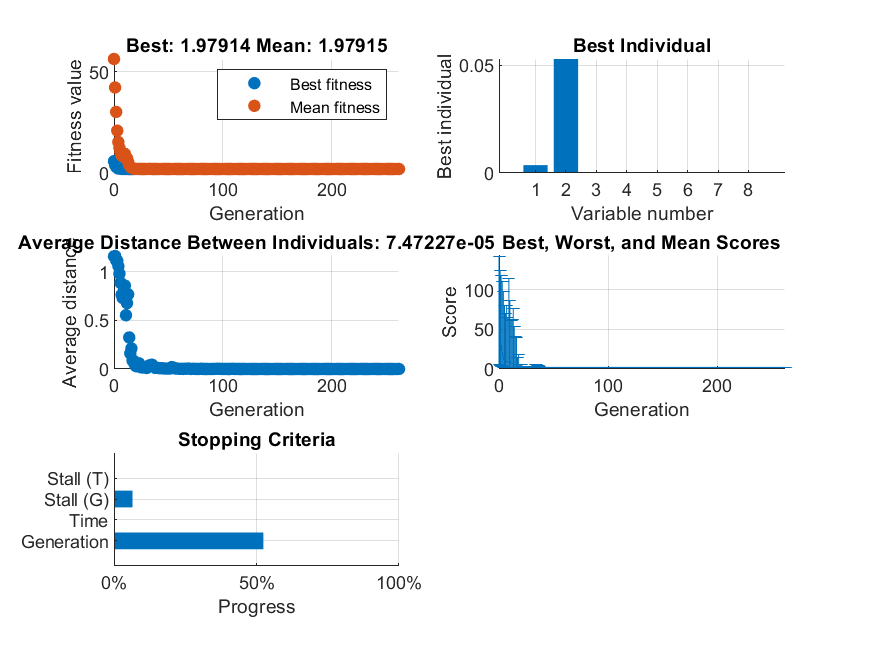 Best: 1.97914 Mean: 1.97915
Fitness value
50
0
Best fitness
Mean fitness
0 100 200
Generation
Best Individual
Best individual
0.05
0
1 2 3 4 5 6 7 8
Variable number
Average Distance Between Individuals: 7.47227e-05
Average distance
1
0.5
0
0 100 200
Generation
Best, Worst, and Mean Scores
Score
100
50
0
0 100 200
Generation
Stopping Criteria
Stall (T)
Stall (G)
Time
Generation
0% 50% 100%
Progress